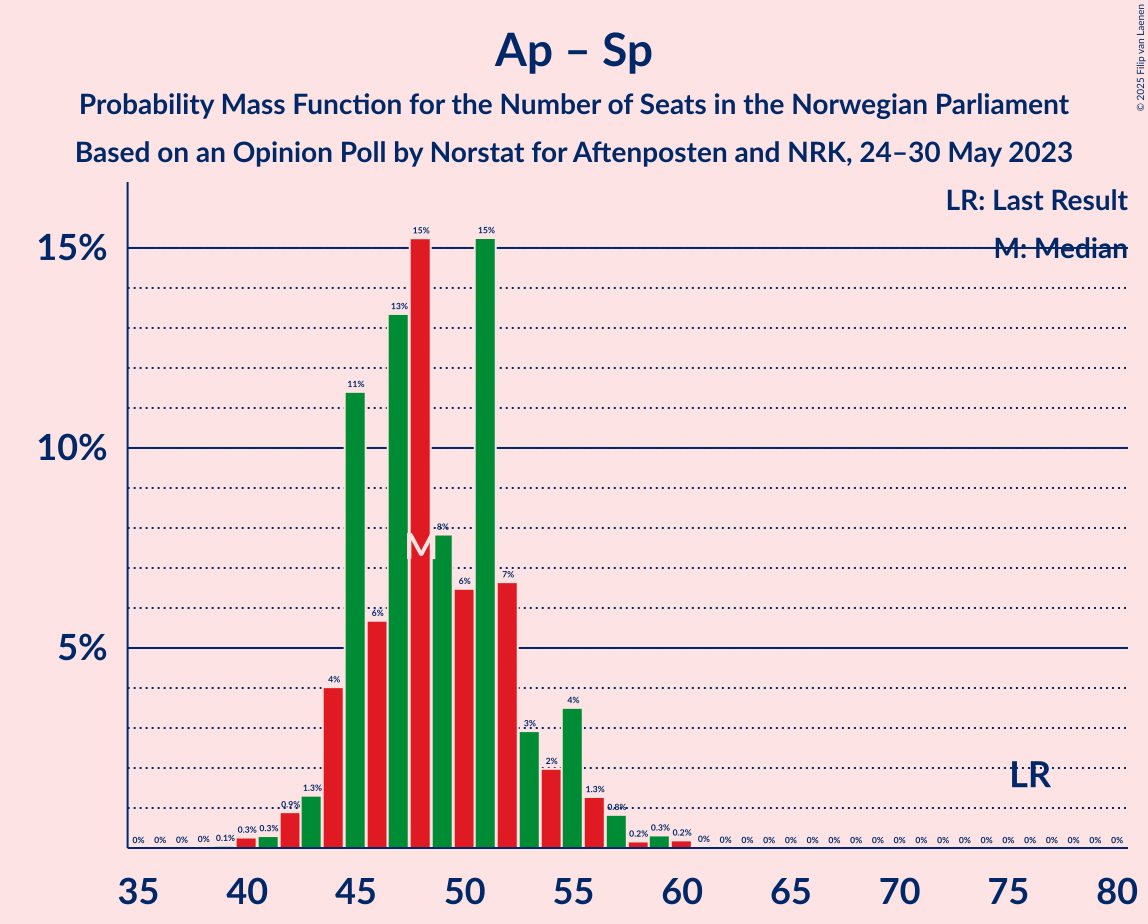 Ap – Sp
Probability Mass Function for the Number of Seats in the Norwegian Parliament
Based on an Opinion Poll by Norstat for Aftenposten and NRK, 24–30 May 2023
© 2025 Filip van Laenen
LR: Last Result
M: Median
15%
10%
5%
0% 0% 0% 0% 0.1% 0.3% 0.3% 0.9% 1.3% 4% 11% 6% 13% 15% 8% 6% 15% 7% 3% 2% 4% 1.3% 0.8% 0.2% 0.3% 0.2% 0% 0% 0% 0% 0% 0% 0% 0% 0% 0% 0% 0% 0% 0% 0% 0% 0% 0% 0% 0%
M
LR
35 40 45 50 55 60 65 70 75 80